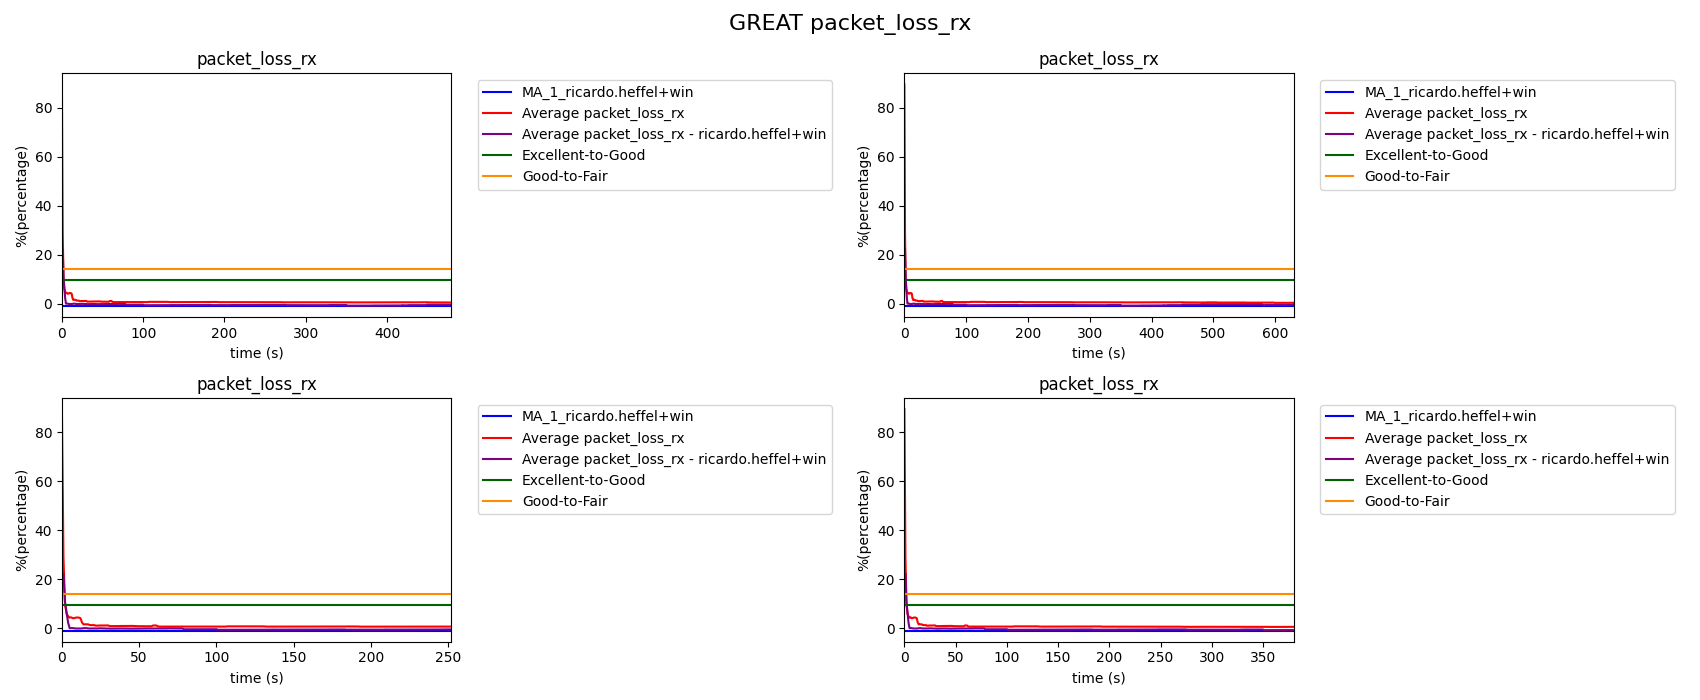 GREAT packet_loss_rx
packet_loss_rx
%(percentage)
80
60
40
20
0
0 100 200 300 400
time (s)
MA_1_ricardo.heffel+win
Average packet_loss_rx
Average packet_loss_rx - ricardo.heffel+win
Excellent-to-Good
Good-to-Fair
packet_loss_rx
%(percentage)
80
60
40
20
0
0 100 200 300 400 500 600
time (s)
MA_1_ricardo.heffel+win
Average packet_loss_rx
Average packet_loss_rx - ricardo.heffel+win
Excellent-to-Good
Good-to-Fair
packet_loss_rx
%(percentage)
80
60
40
20
0
0 50 100 150 200 250
time (s)
MA_1_ricardo.heffel+win
Average packet_loss_rx
Average packet_loss_rx - ricardo.heffel+win
Excellent-to-Good
Good-to-Fair
packet_loss_rx
%(percentage)
80
60
40
20
0
0 50 100 150 200 250 300 350
time (s)
MA_1_ricardo.heffel+win
Average packet_loss_rx
Average packet_loss_rx - ricardo.heffel+win
Excellent-to-Good
Good-to-Fair